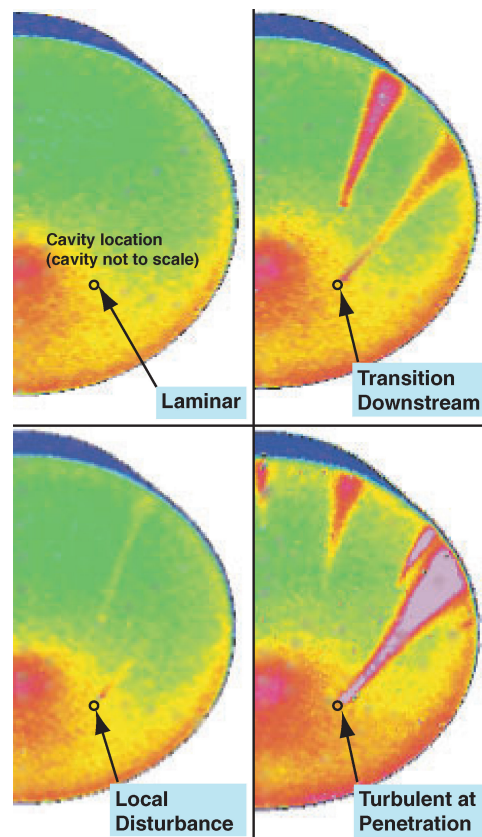 Cavity location
(cavity not to scale)
Laminar
Transition
Downstream
Local
Disturbance
Turbulent at
Penetration